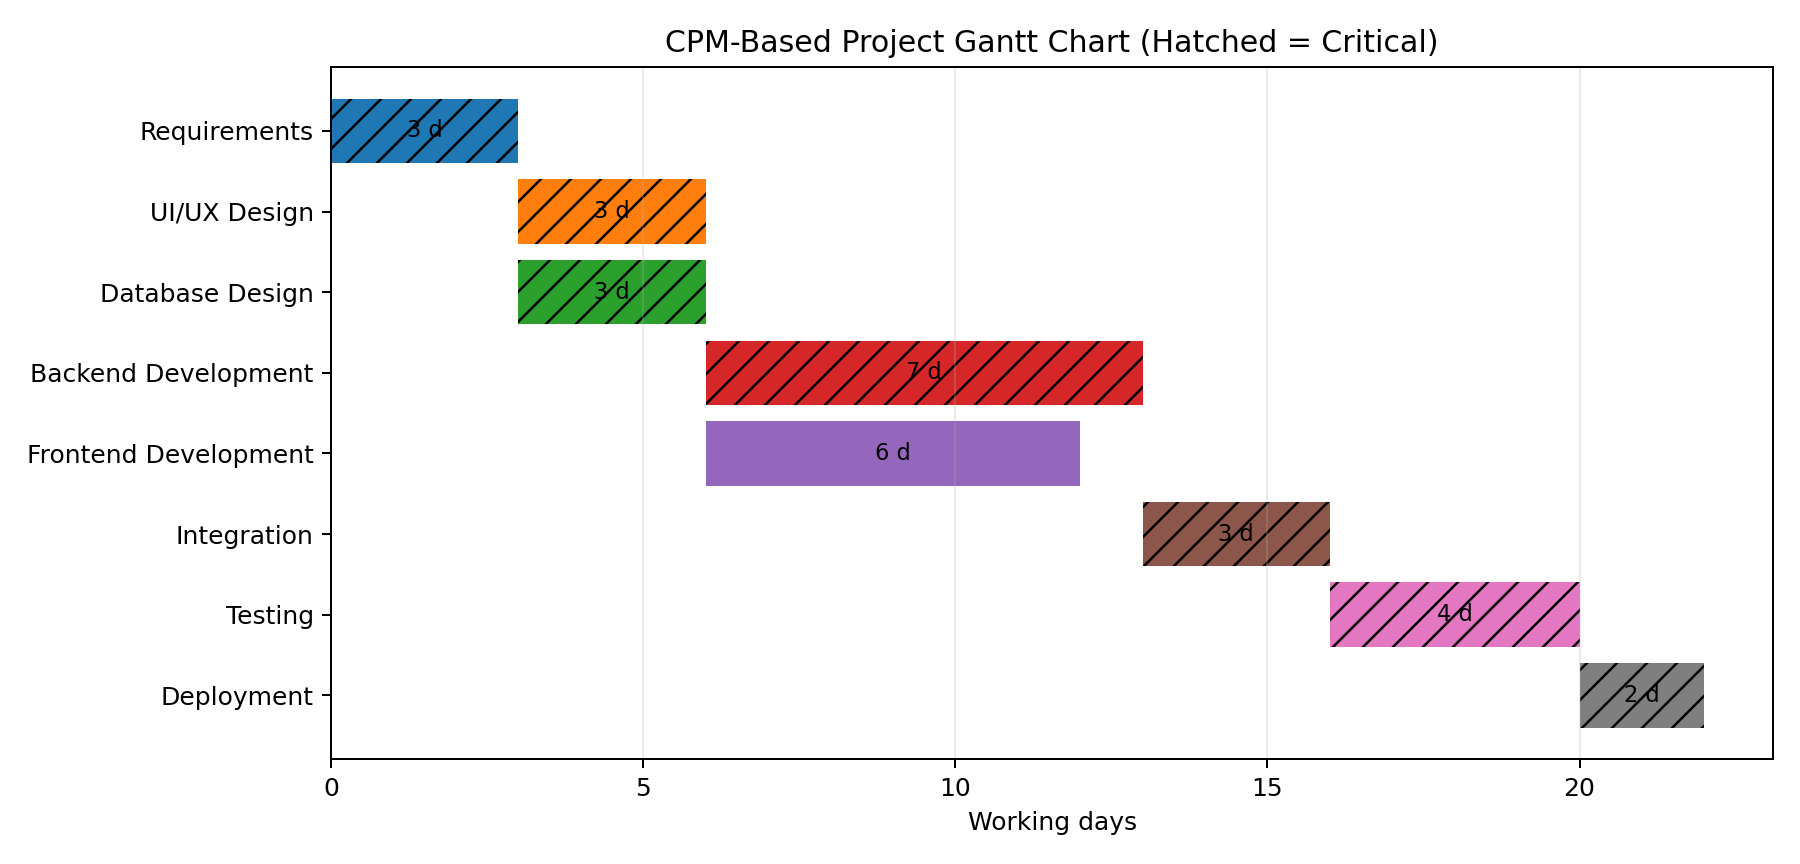 CPM-Based Project Gantt Chart (Hatched = Critical)
Requirements
3 d
UI/UX Design
3 d
Database Design
3 d
Backend Development
7 d
Frontend Development
6 d
Integration
3 d
Testing
4 d
Deployment
2 d
0 5 10 15 20
Working days